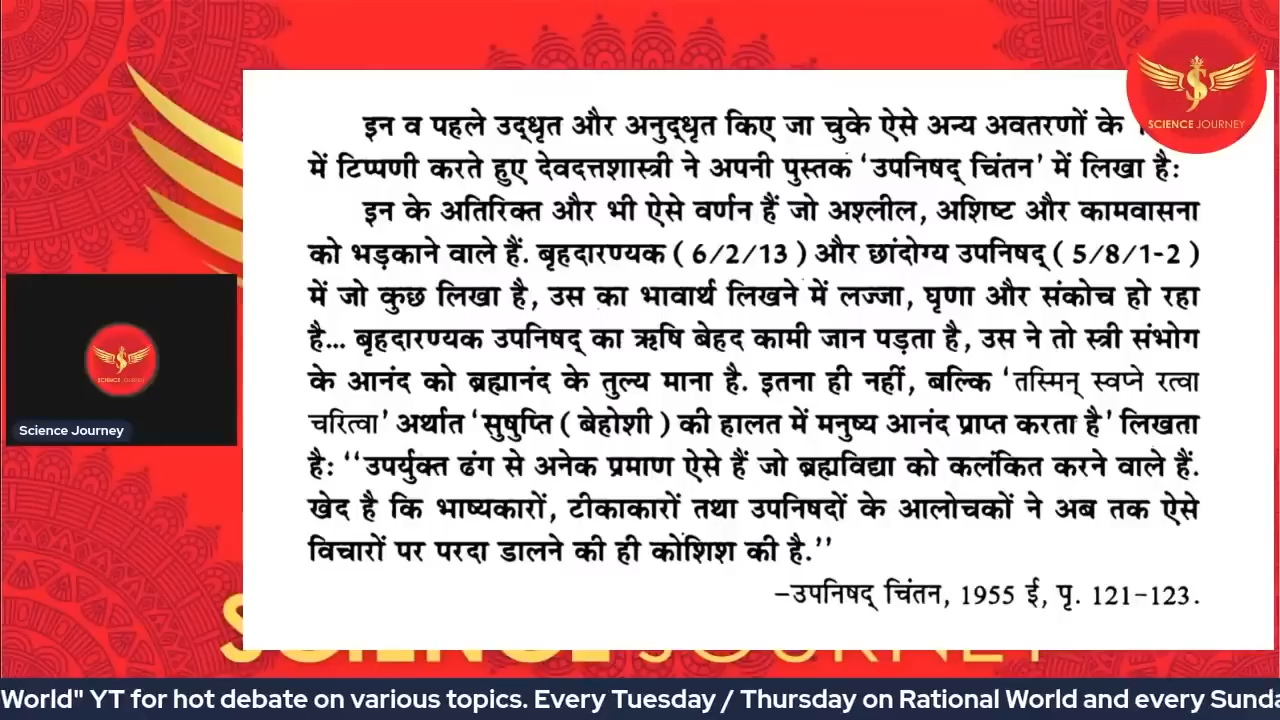 इन व पहले उद्धृत और अनुद्धृत किए जा चुके ऐसे अन्य अवतरणों के
में टिप्पणी करते हुए देवदत्तशास्त्री ने अपनी पुस्तक ‘उपनिषद् चिंतन’ में लिखा है:
इन के अतिरिक्त और भी ऐसे वर्णन हैं जो अश्लील, अशिष्ट और कामवासना
को भड़काने वाले हैं. बृहदारण्यक ( 6/2/13 ) और छांदोग्य उपनिषद् ( 5/8/1-2 )
में जो कुछ लिखा है, उस का भावार्थ लिखने में लज्जा, घृणा और संकोच हो रहा
है... बृहदारण्यक उपनिषद् का ऋषि बेहद कामी जान पड़ता है, उस ने तो स्त्री संभोग
के आनंद को ब्रह्मानंद के तुल्य माना है. इतना ही नहीं, बल्कि ‘तस्मिन् स्वप्ने रत्वा
चरित्वा’ अर्थात ‘सुषुप्ति ( बेहोशी ) की हालत में मनुष्य आनंद प्राप्त करता है’ लिखता
है: ‘‘उपर्युक्त ढंग से अनेक प्रमाण ऐसे हैं जो ब्रह्मविद्या को कलंकित करने वाले हैं.
खेद है कि भाष्यकारों, टीकाकारों तथा उपनिषदों के आलोचकों ने अब तक ऐसे
विचारों पर परदा डालने की ही कोशिश की है.’’
–उपनिषद् चिंतन, 1955 ई, पृ. 121-123.
SCIENCE JOURNEY
SCIENCE JOURNEY
Science Journey
SCIENCE JOURNEY
World" YT for hot debate on various topics. Every Tuesday / Thursday on Rational World and every Sunda